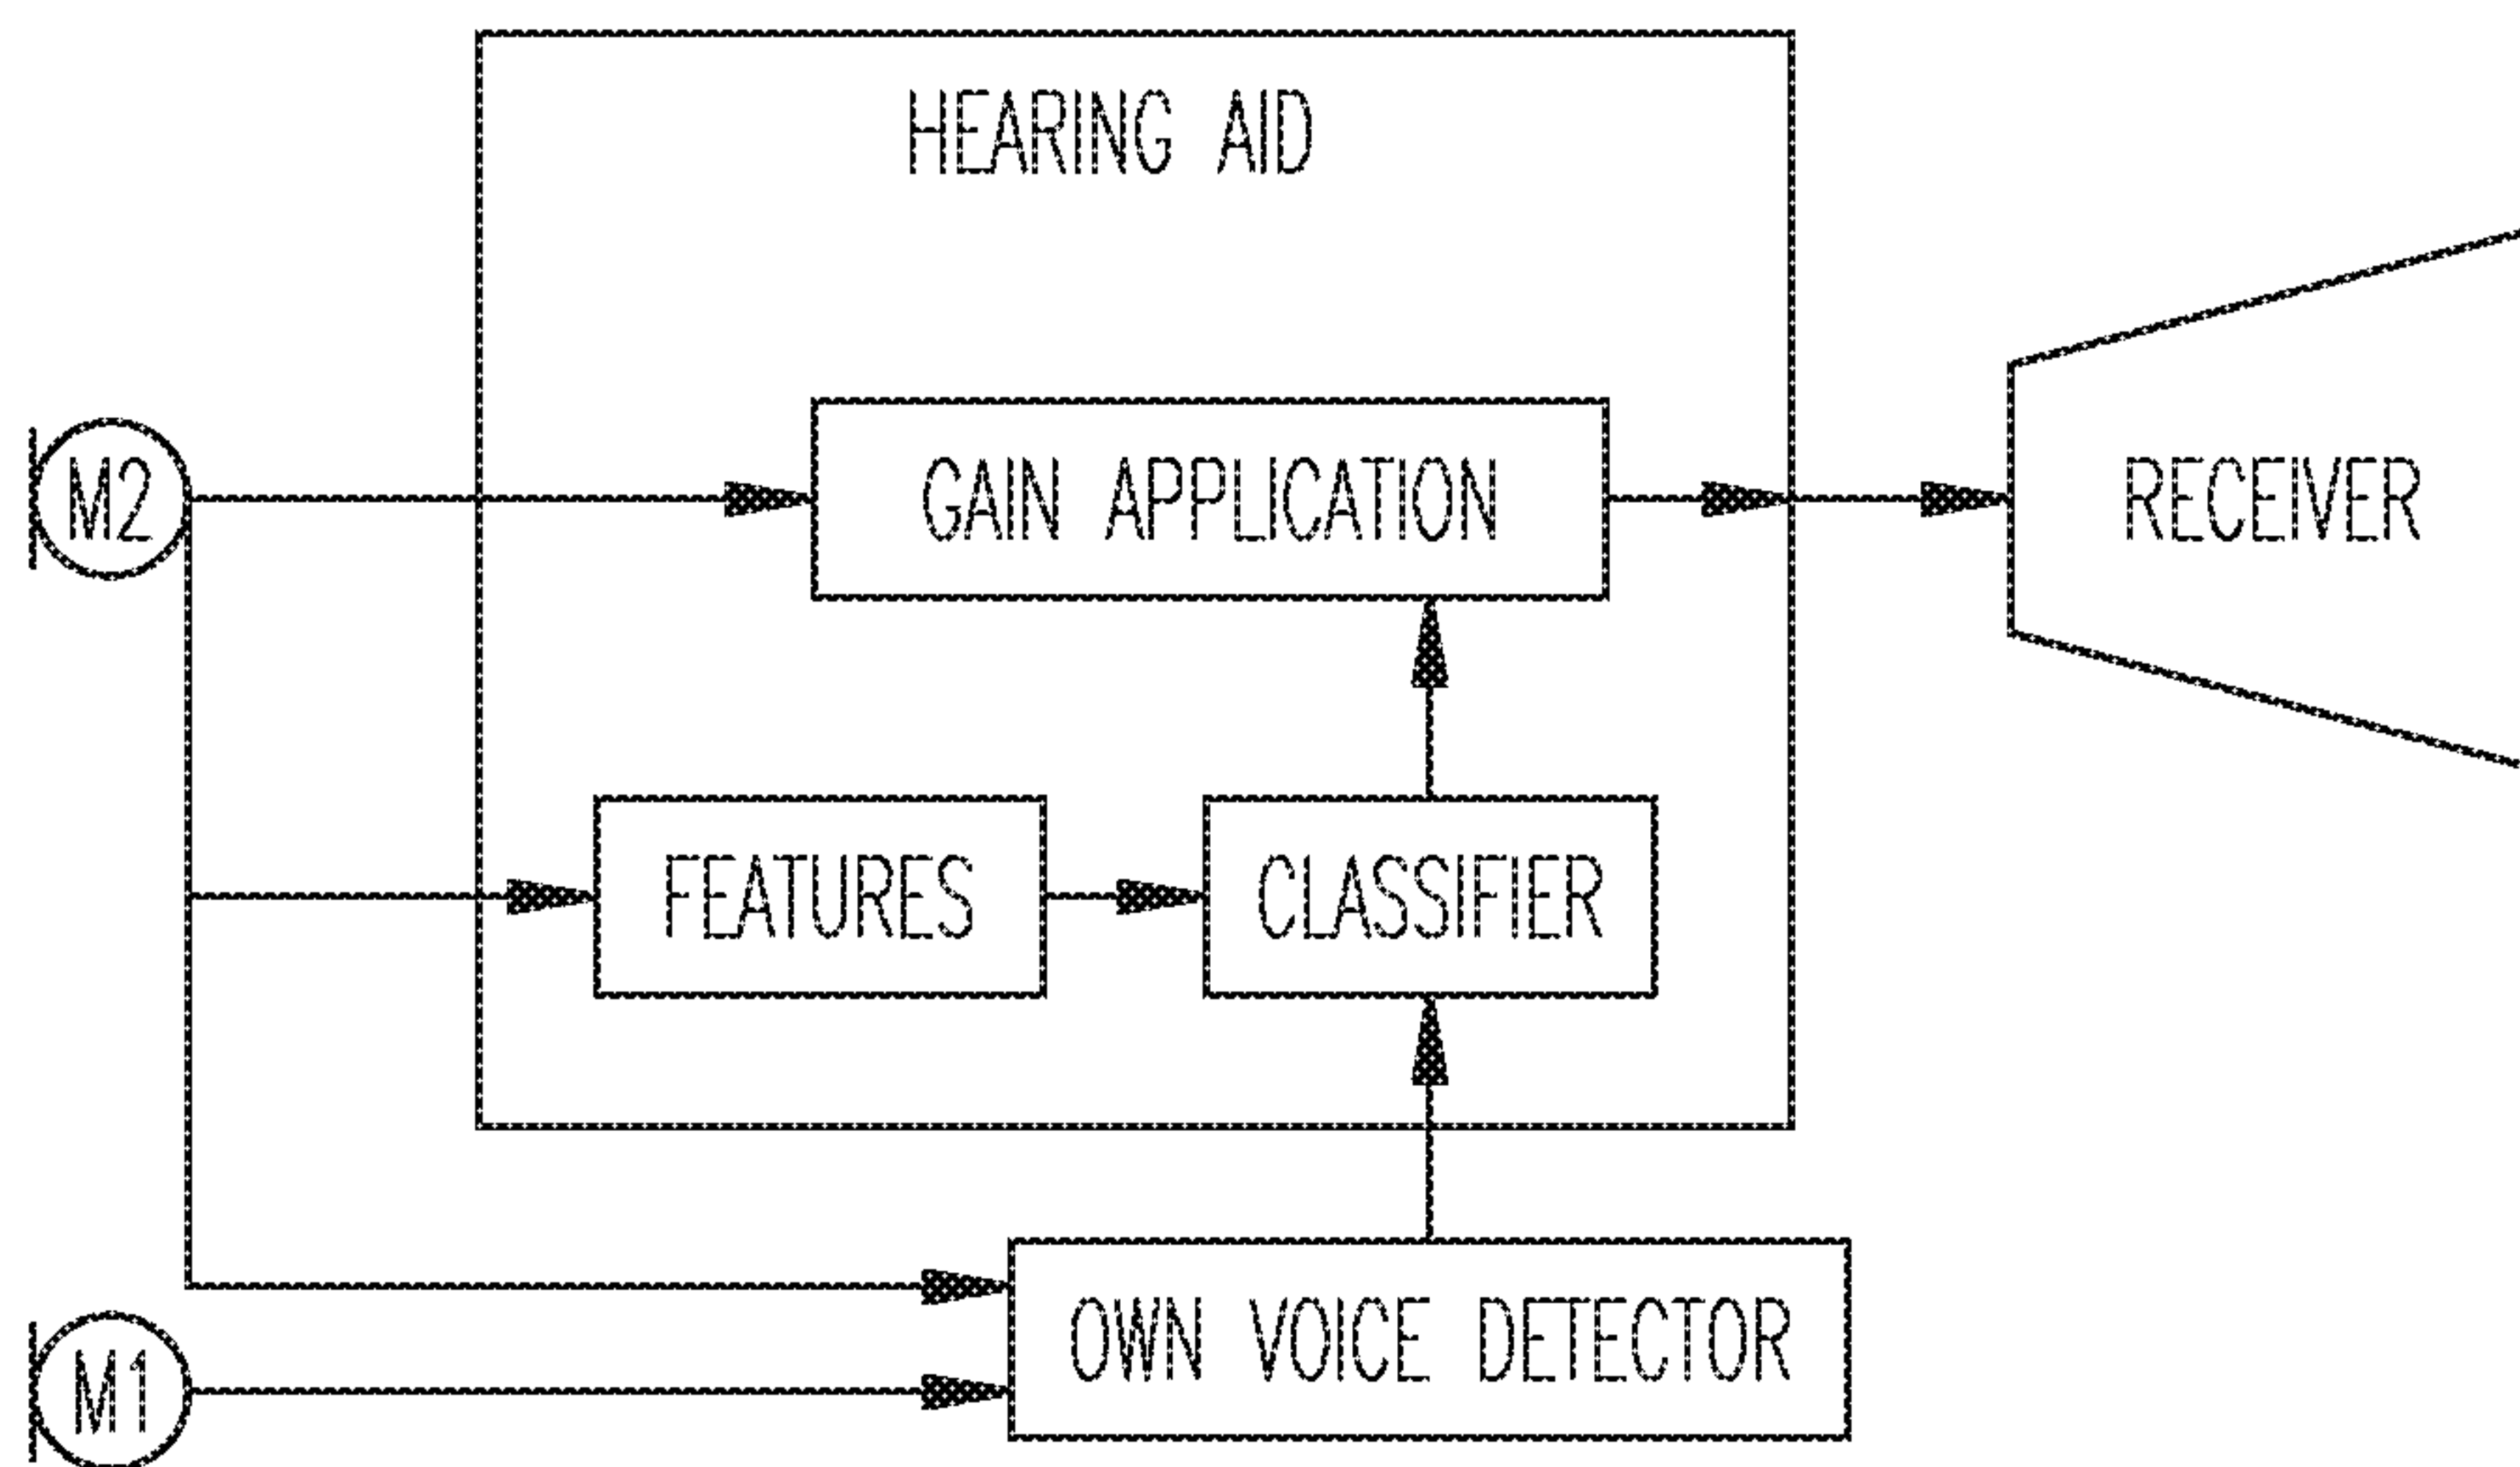 HEARING AID
M2
GAIN APPLICATION
RECEIVER
FEATURES
CLASSIFIER
OWN VOICE DETECTOR
M1